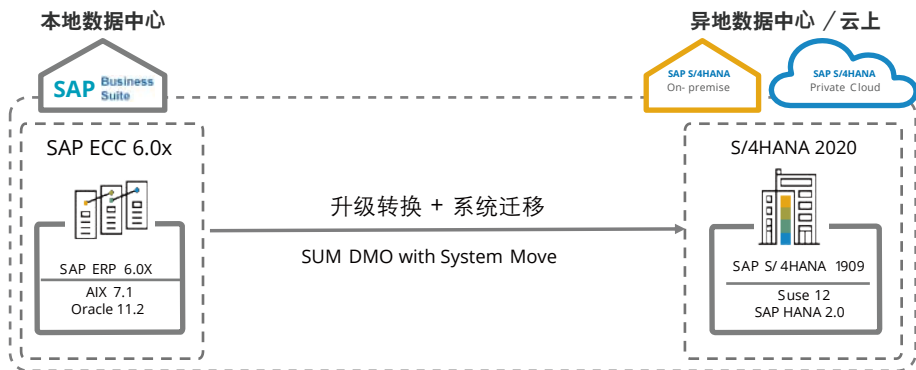 本地数据中心
异地数据中心 / 云上
SAP Business
Suite
SAP S/4HANA
On- premise
SAP S/4HANA
Private Cloud
SAP ECC 6.0x
S/4HANA 2020
升级转换 + 系统迁移
SUM DMO with System Move
SAP ERP 6.0X
AIX 7.1
Oracle 11.2
SAP S/ 4HANA 1909
Suse 12
SAP HANA 2.0